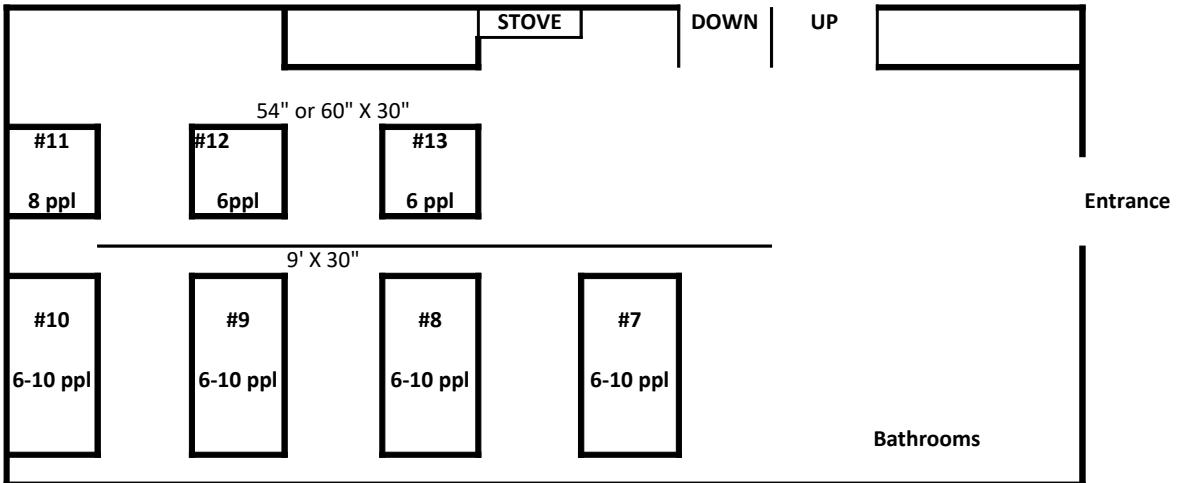 STOVE DOWN UP
54" or 60" X 30"
#11 #12 #13
8 ppl 6ppl 6 ppl Entrance
9' X 30"
#10 #9 #8 #7
6-10 ppl 6-10 ppl 6-10 ppl 6-10 ppl
Bathrooms